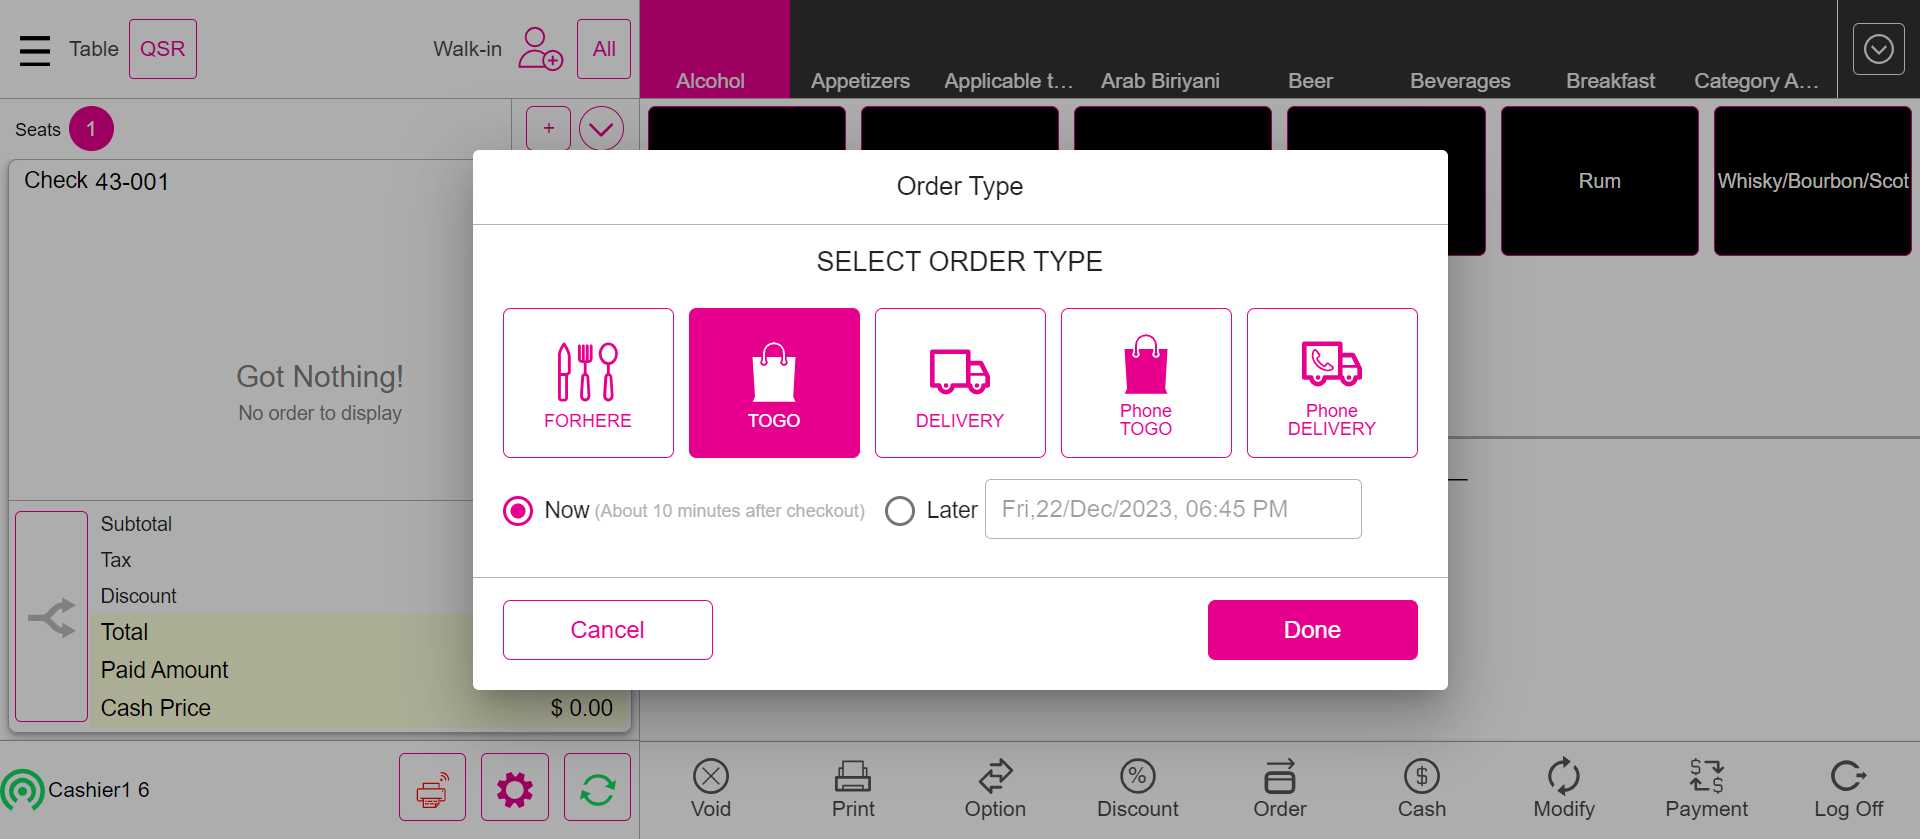 Table
QSR
Walk-in
All
Alcohol
Appetizers
Applicable t...
Arab Biriyani
Beer
Beverages
Breakfast
Category A...
Seats
1
+
Check 43-001
Rum
Whisky/Bourbon/Scot
Got Nothing!
No order to display
Order Type
SELECT ORDER TYPE
FORHERE
TOGO
DELIVERY
Phone
TOGO
Phone
DELIVERY
Now (About 10 minutes after checkout)
Later
Fri,22/Dec/2023, 06:45 PM
Cancel
Done
Subtotal
Tax
Discount
Total
Paid Amount
Cash Price
$ 0.00
Cashier1 6
Void
Print
Option
Discount
Order
Cash
Modify
Payment
Log Off